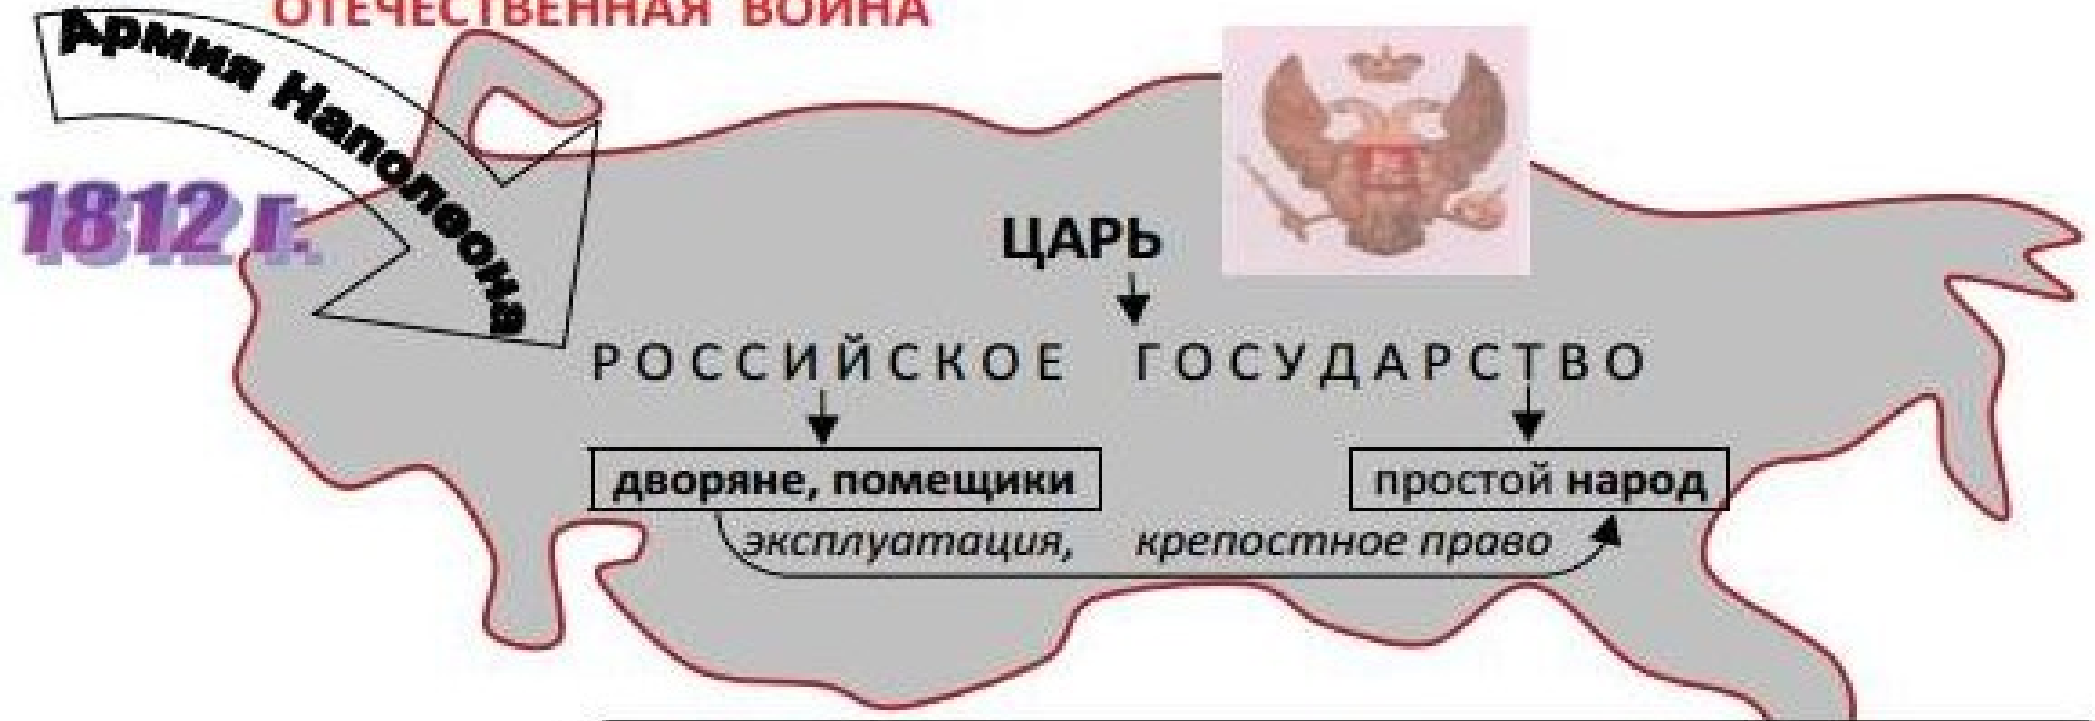 ОТЕЧЕСТВЕННАЯ ВОЙНА
Армия Наполеона
1812 г.
ЦАРЬ
РОССИЙСКОЕ ГОСУДАРСТВО
дворяне, помещики
простой народ
эксплуатация, крепостное право